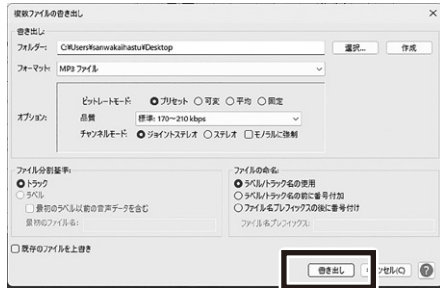 複数ファイルの書き出し
書き出し:
フォルダー: C:¥Users¥sanwakaihastu¥Desktop 選択... 作成
フォーマット: MP3 ファイル
ビットレートモード: プリセット 可変 平均 固定
オプション: 品質 標準: 170～210 kbps
チャンネルモード: ジョイントステレオ ステレオ モノラルに強制
ファイル分割基準: ファイルの命名:
トラック ラベル/トラック名の使用
ラベル ラベル/トラック名の前に番号付加
最初のラベル以前の音声データを含む ファイル名プレフィックスの後に番号付け
最初のファイル名: ファイル名プレフィックス:
既存のファイルを上書き
書き出し ンセル(C)